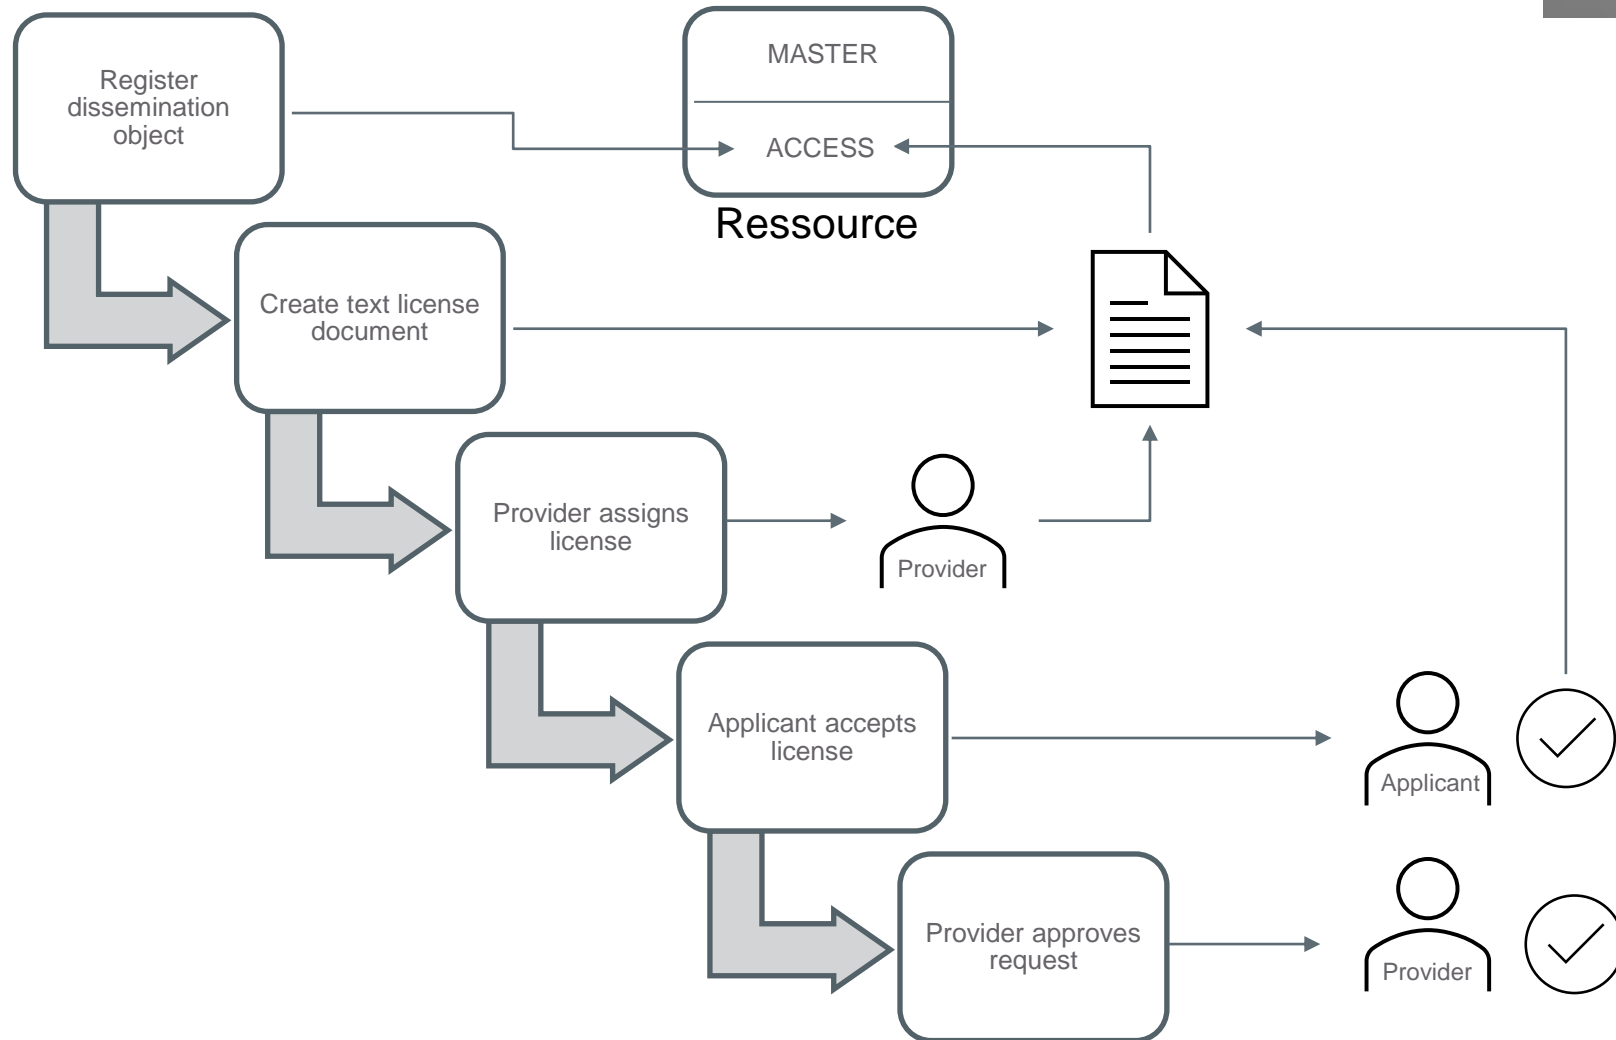 Register
dissemination
object
MASTER
ACCESS
Ressource
Create text license
document
Provider assigns
license
Provider
Applicant accepts
license
Applicant
Provider approves
request
Provider